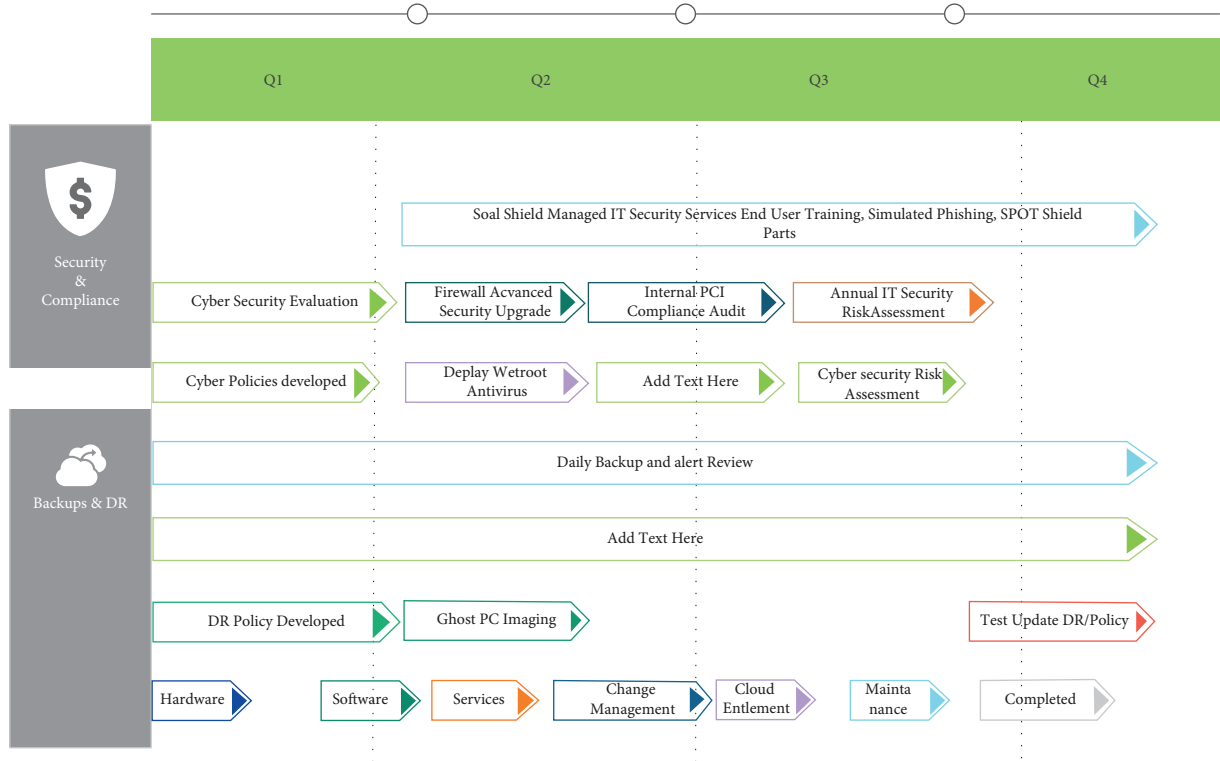 Q1
Q2
Q3
Q4
Security
&
Compliance
Soal Shield Managed IT Security Services End User Training, Simulated Phishing, SPOT Shield
Parts
Cyber Security Evaluation
Firewall Acvanced
Security Upgrade
Internal PCI
Compliance Audit
Annual IT Security
RiskAssessment
Cyber Policies developed
Deplay Wetroot
Antivirus
Add Text Here
Cyber security Risk
Assessment
Backups & DR
Daily Backup and alert Review
Add Text Here
DR Policy Developed
Ghost PC Imaging
Test Update DR/Policy
Hardware
Software
Services
Change
Management
Cloud
Entlement
Mainta
nance
Completed